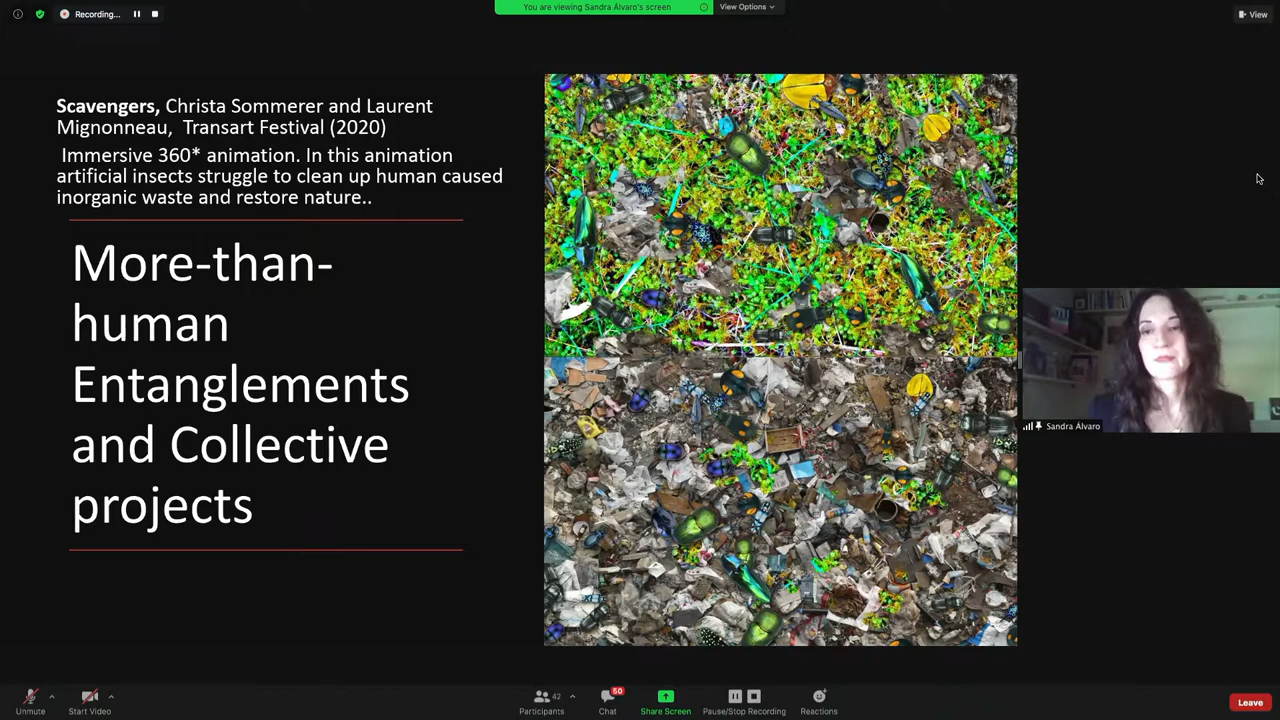 Recording...
You are viewing Sandra Álvaro's screen
View Options
View
Scavengers, Christa Sommerer and Laurent
Mignonneau, Transart Festival (2020)
Immersive 360* animation. In this animation
artificial insects struggle to clean up human caused
inorganic waste and restore nature..
More-than-
human
Entanglements
and Collective
projects
Sandra Álvaro
Unmute
Start Video
42
Participants
50
Chat
Share Screen
Pause/Stop Recording
Reactions
Leave